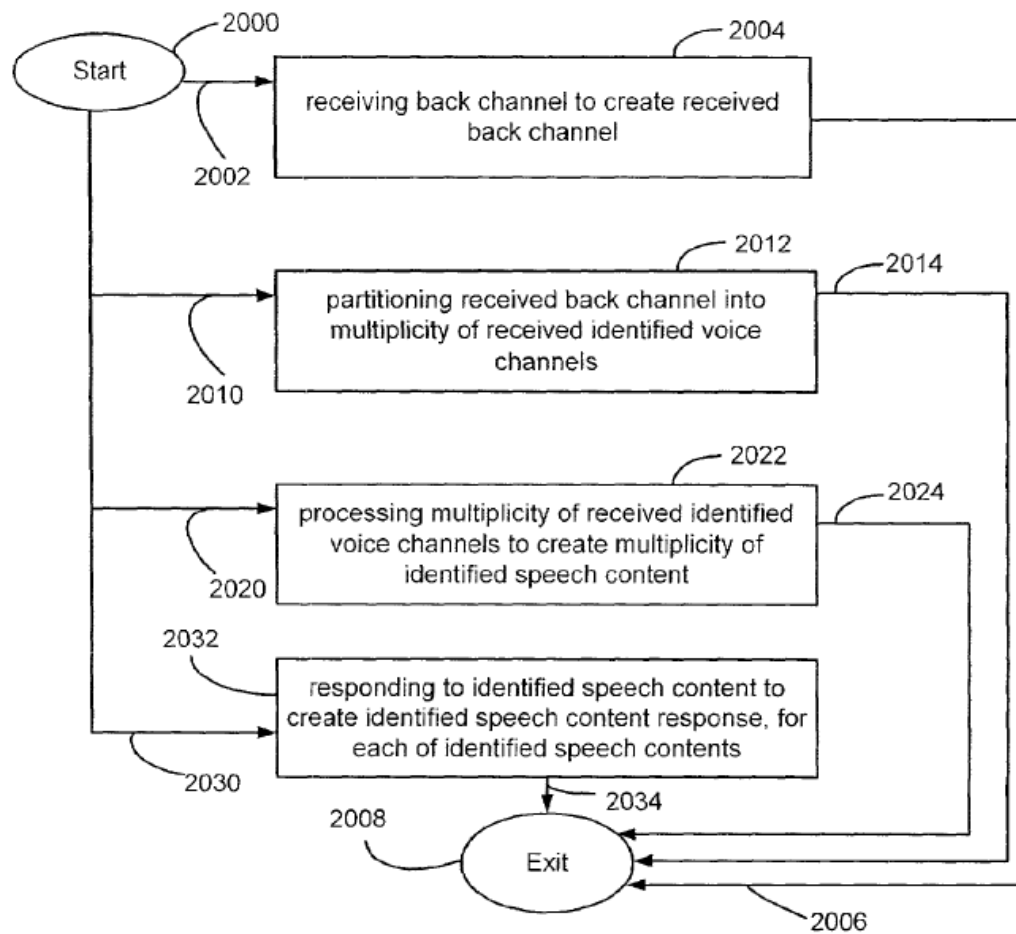 2000
Start
2004
receiving back channel to create received
back channel
2002
2012
2014
partitioning received back channel into
multiplicity of received identified voice
channels
2010
2022
2024
processing multiplicity of received identified
voice channels to create multiplicity of
identified speech content
2020
2032
responding to identified speech content to
create identified speech content response, for
each of identified speech contents
2030
2034
2008
Exit
2006